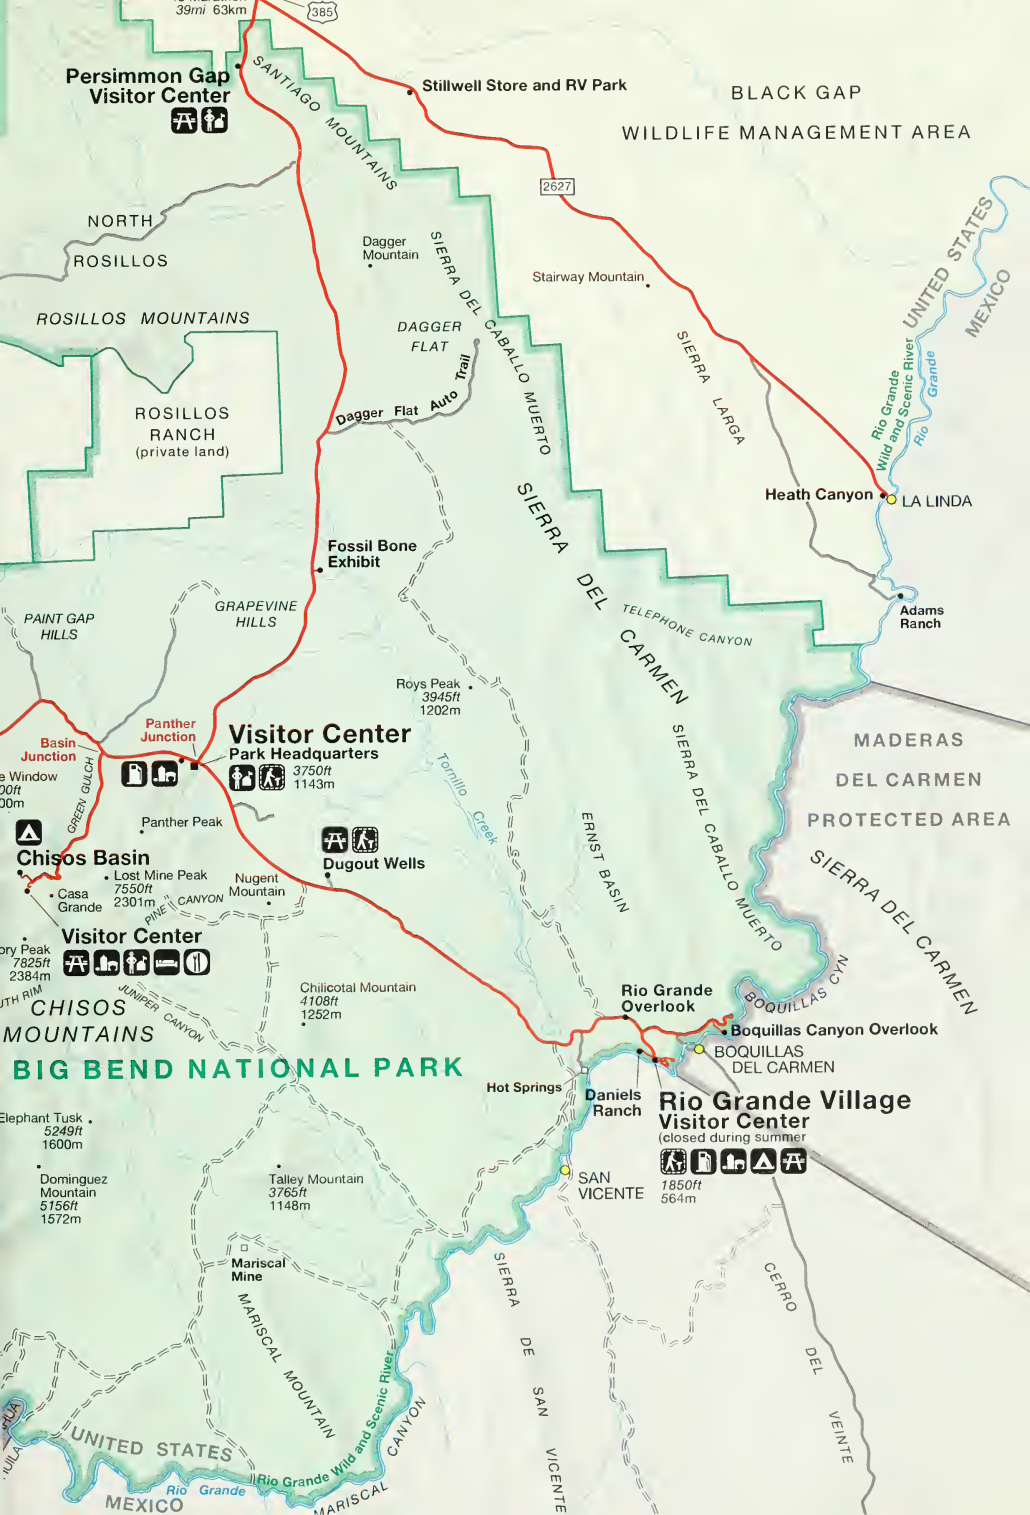 39mi 63km
385
Persimmon Gap
Visitor Center
SANTIAGO MOUNTAINS
Stillwell Store and RV Park
BLACK GAP
WILDLIFE MANAGEMENT AREA
2627
NORTH
ROSILLOS
Dagger
Mountain
SIERRA DEL CABALLO MUERTO
Stairway Mountain
UNITED STATES
MEXICO
ROSILLOS MOUNTAINS
DAGGER
FLAT
SIERRA LARGA
Rio Grande
Wild and Scenic River
Rio Grande
Dagger Flat Auto Trail
ROSILLOS
RANCH
(private land)
Heath Canyon
LA LINDA
SIERRA DEL CARMEN
Fossil Bone
Exhibit
PAINT GAP
HILLS
GRAPEVINE
HILLS
TELEPHONE CANYON
Adams
Ranch
Roys Peak
3945ft
1202m
SIERRA DEL CABALLO MUERTO
Panther
Junction
Basin
Junction
Visitor Center
Park Headquarters
3750ft
1143m
MADERAS
DEL CARMEN
PROTECTED AREA
e Window
00ft
00m
GREEN GULCH
Tornillo Creek
Panther Peak
ERNST BASIN
Chisos Basin
Dugout Wells
SIERRA DEL CARMEN
Lost Mine Peak
7550ft
2301m
Casa
Grande
Nugent
Mountain
PINE CANYON
Visitor Center
ory Peak
7825ft
2384m
UTH RIM
CHISOS
MOUNTAINS
JUNIPER CANYON
Chilicotal Mountain
4108ft
1252m
Rio Grande
Overlook
BOQUILLAS CYN
Boquillas Canyon Overlook
BOQUILLAS
DEL CARMEN
BIG BEND NATIONAL PARK
Hot Springs
Daniels
Ranch
Rio Grande Village
Visitor Center
(closed during summer
1850ft
564m
Elephant Tusk
5249ft
1600m
Dominguez
Mountain
5156ft
1572m
Talley Mountain
3765ft
1148m
SAN
VICENTE
Mariscal
Mine
MARISCAL MOUNTAIN
SIERRA DE SAN VICENTE
CERRO DEL VEINTE
HUA
UILA
UNITED STATES
MEXICO
Rio Grande
Rio Grande Wild and Scenic River
MARISCAL CANYON